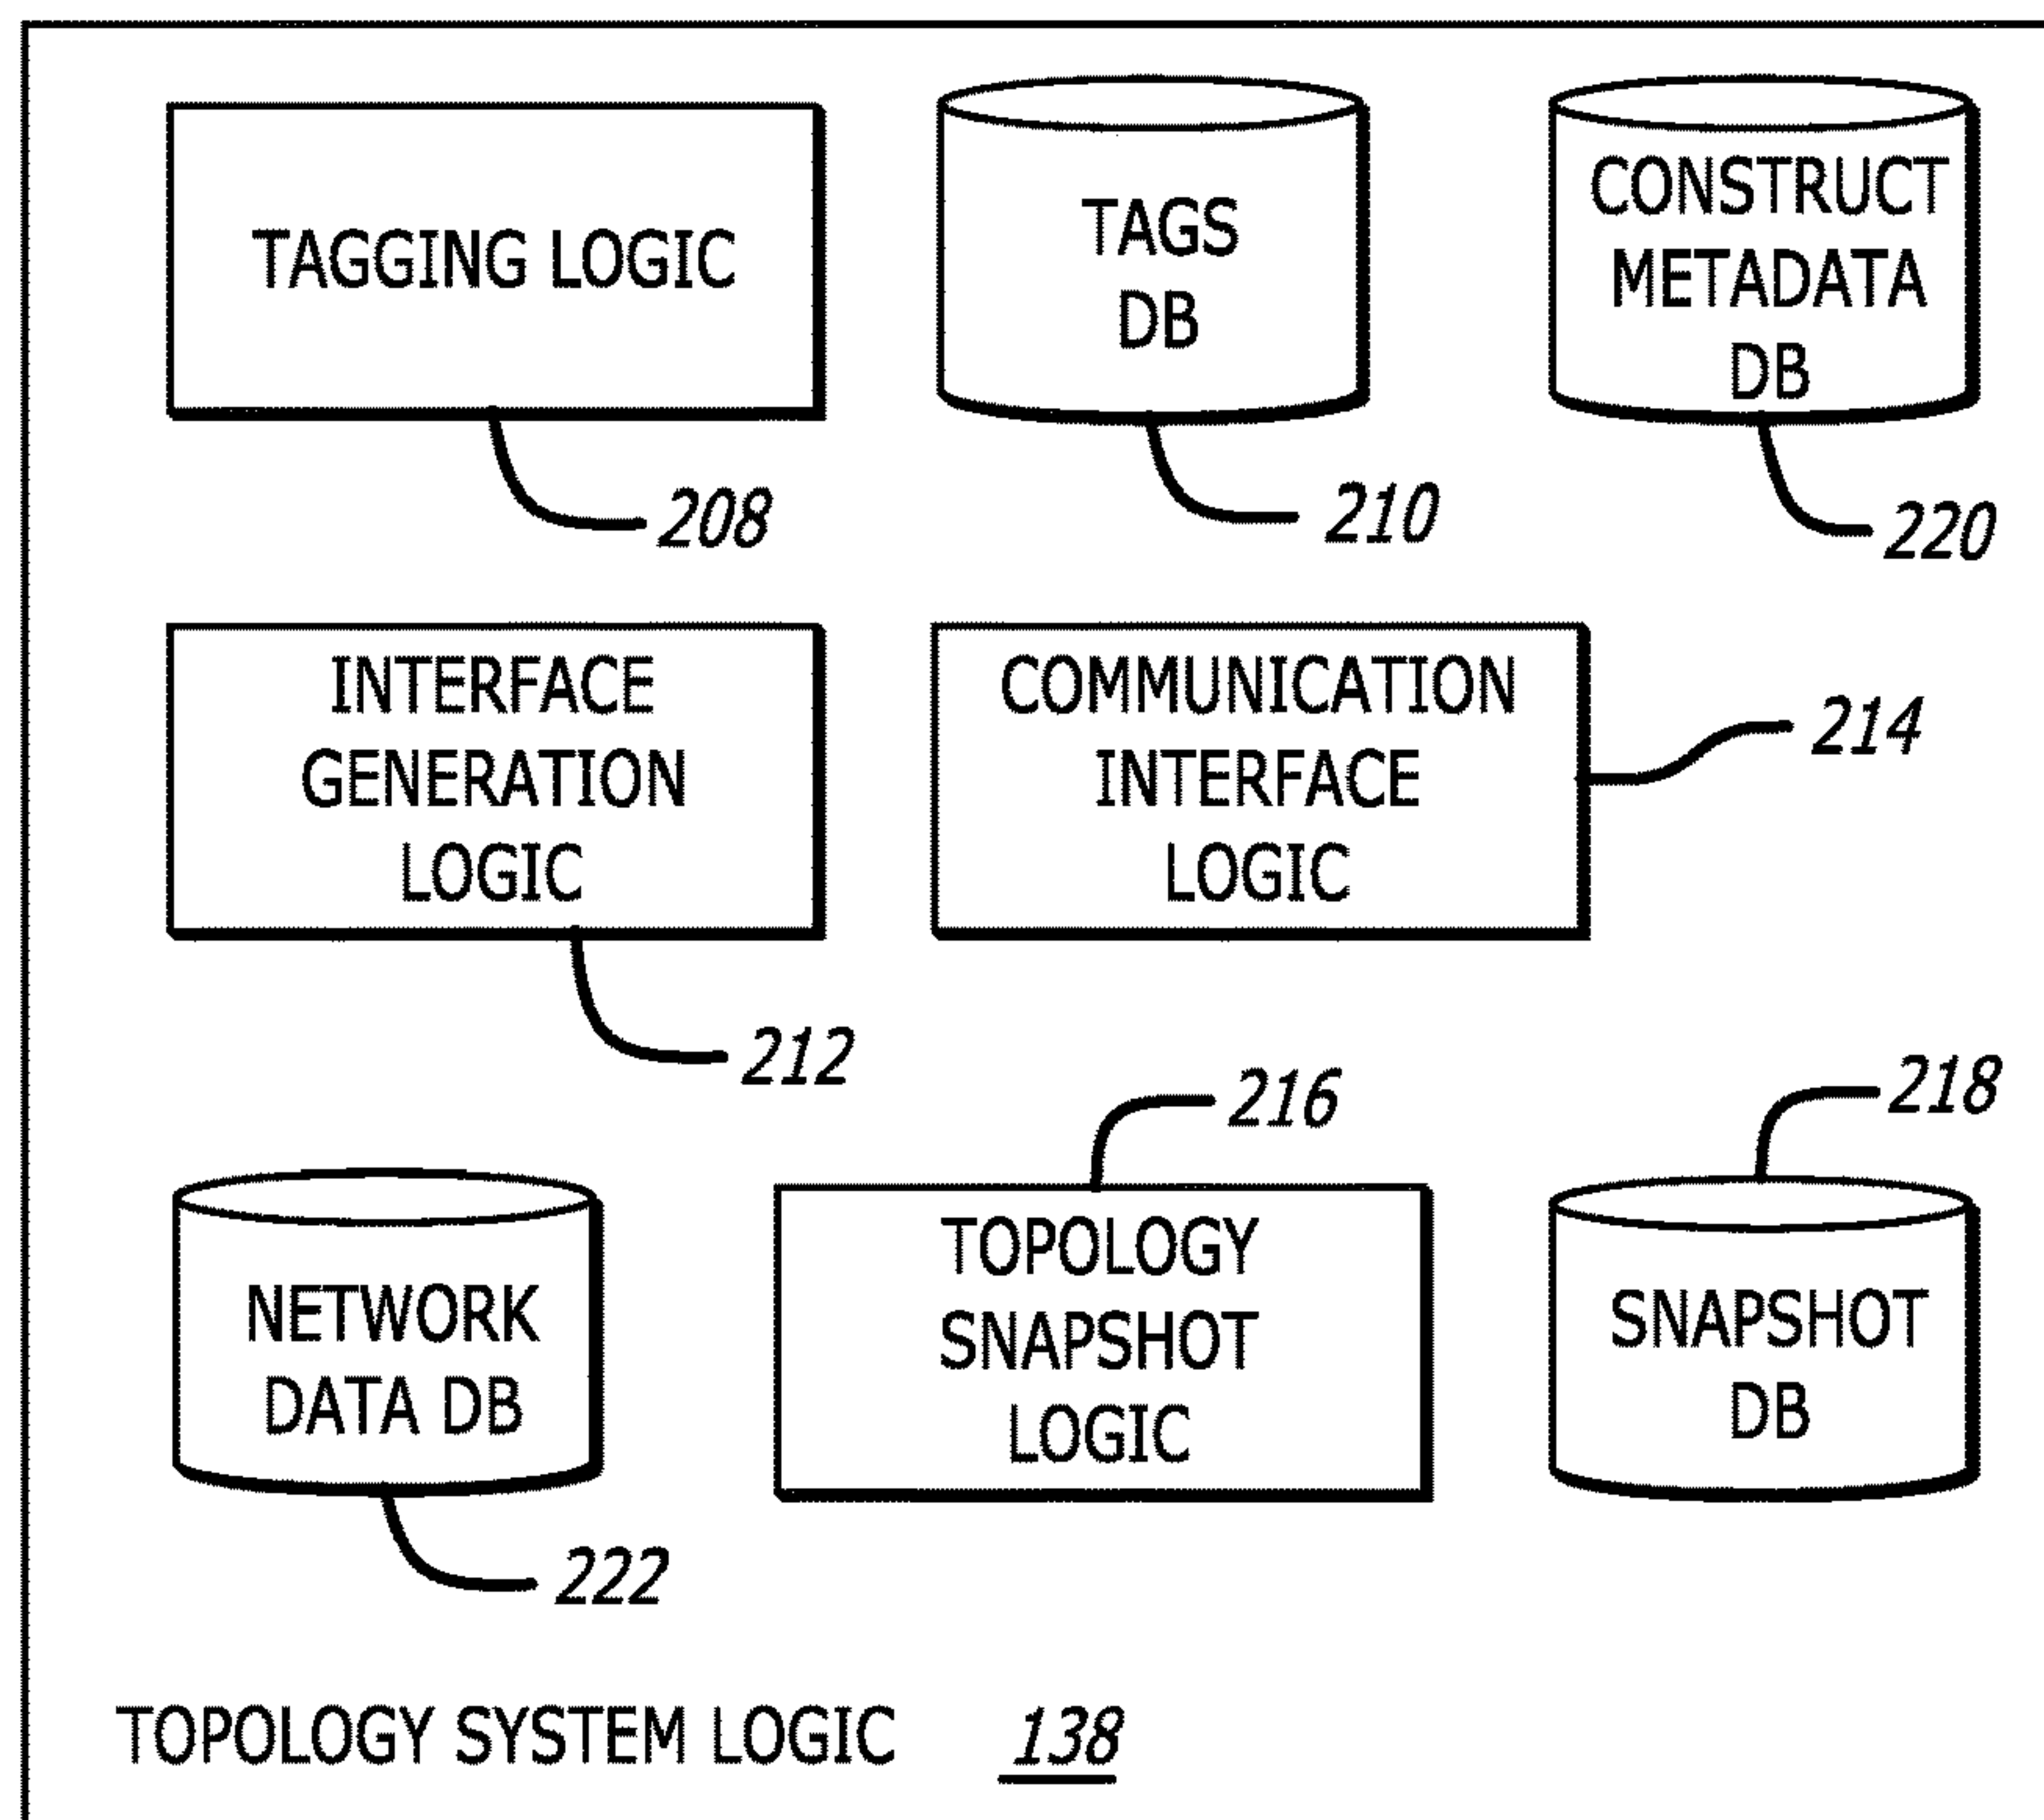 TAGGING LOGIC
208
TAGS
DB
210
CONSTRUCT
METADATA
DB
220
INTERFACE
GENERATION
LOGIC
212
COMMUNICATION
INTERFACE
LOGIC
214
NETWORK
DATA DB
222
216
TOPOLOGY
SNAPSHOT
LOGIC
218
SNAPSHOT
DB
TOPOLOGY SYSTEM LOGIC 138